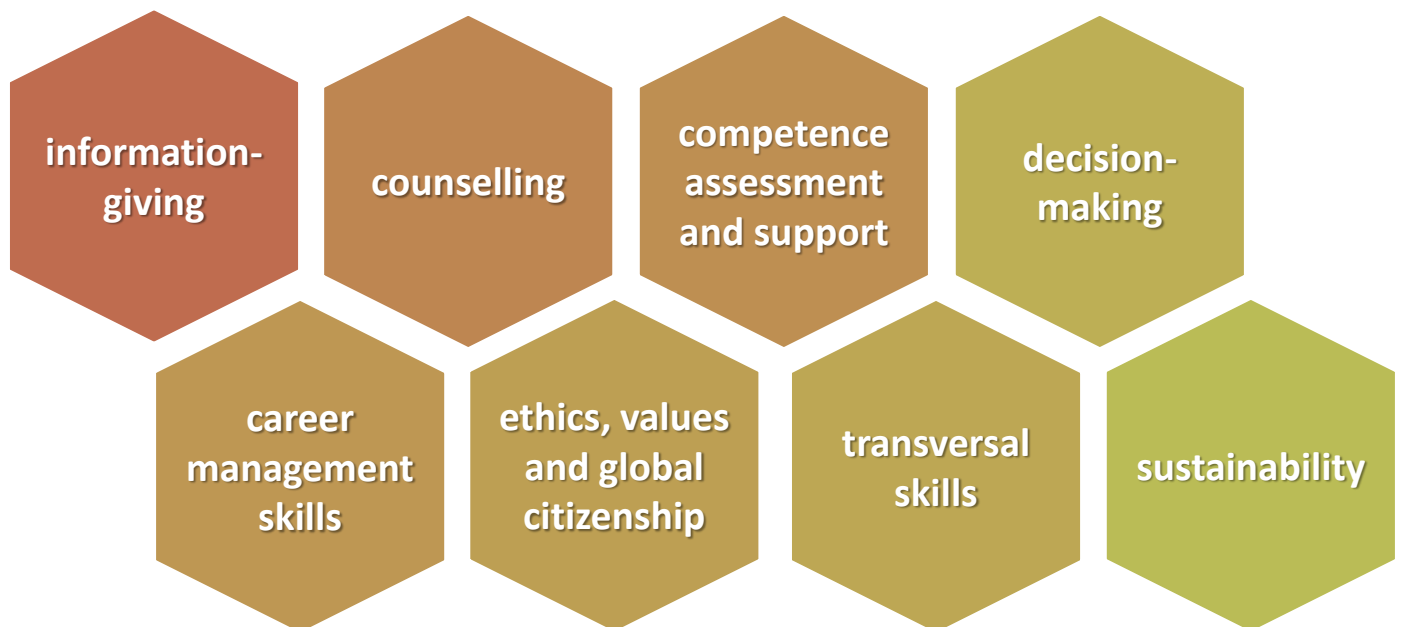 information-
giving
counselling
competence
assessment
and support
decision-
making
career
management
skills
ethics, values
and global
citizenship
transversal
skills
sustainability